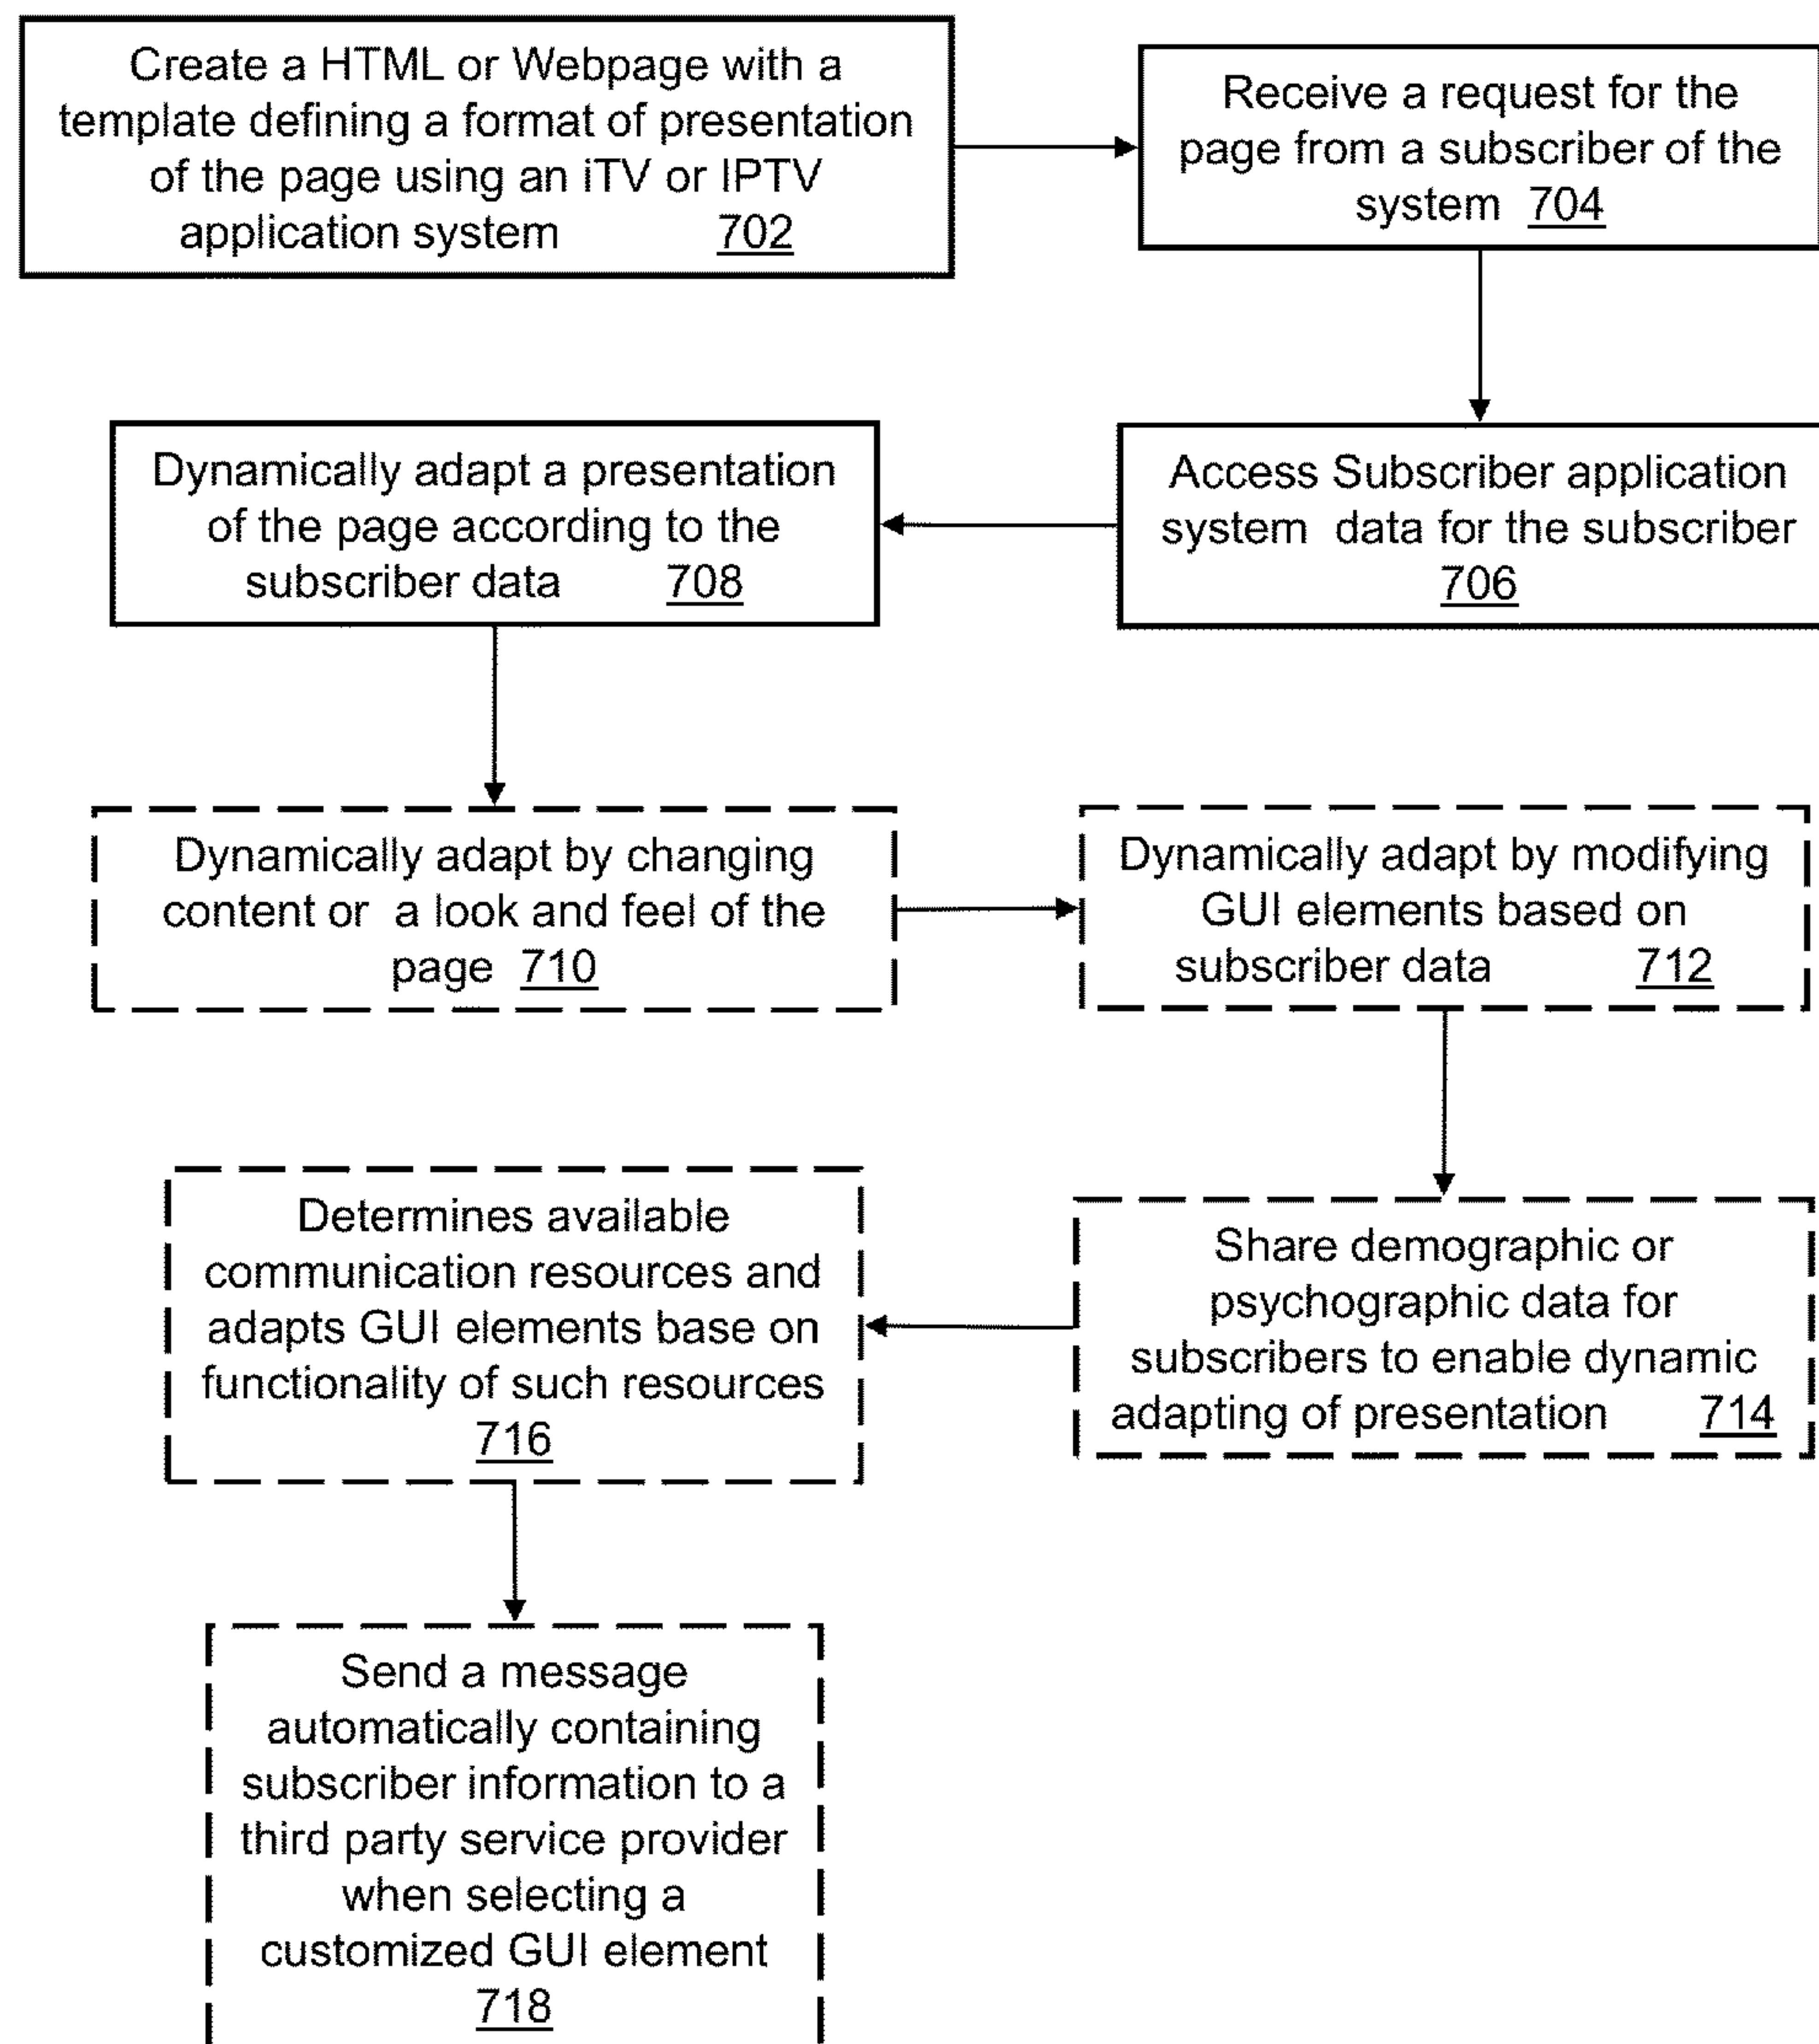 Create a HTML or Webpage with a
template defining a format of presentation
of the page using an iTV or IPTV
application system 702
Receive a request for the
page from a subscriber of the
system 704
Access Subscriber application
system data for the subscriber
706
Dynamically adapt a presentation
of the page according to the
subscriber data 708
Dynamically adapt by changing
content or a look and feel of the
page 710
Dynamically adapt by modifying
GUI elements based on
subscriber data 712
Share demographic or
psychographic data for
subscribers to enable dynamic
adapting of presentation 714
Determines available
communication resources and
adapts GUI elements base on
functionality of such resources
716
Send a message
automatically containing
subscriber information to a
third party service provider
when selecting a
customized GUI element
718